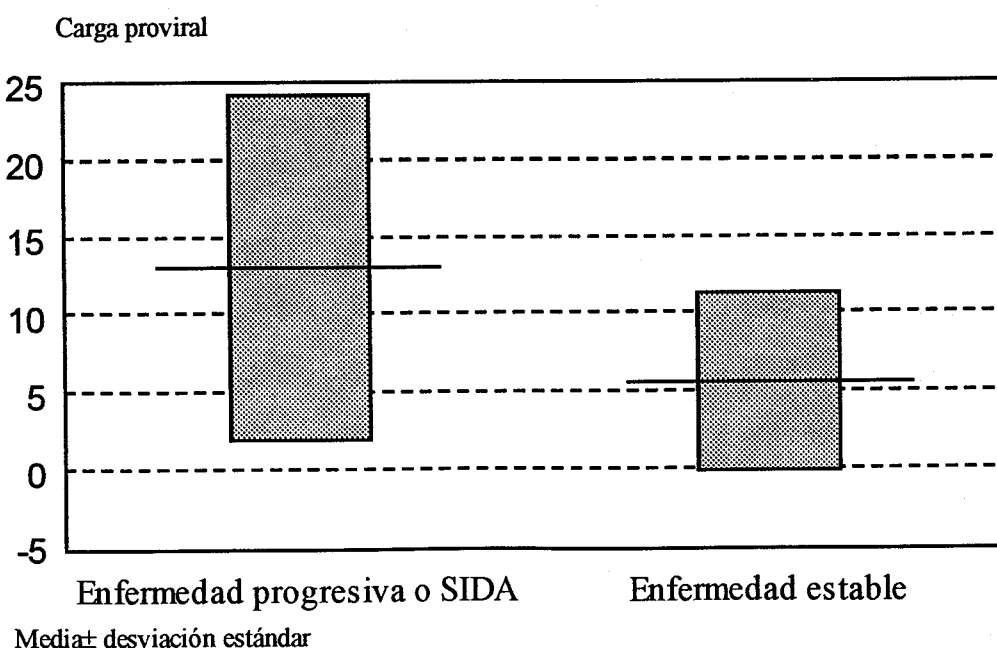 Carga proviral
25
20
15
10
5
0
-5
Enfermedad progresiva o SIDA
Enfermedad estable
Media± desviación estándar